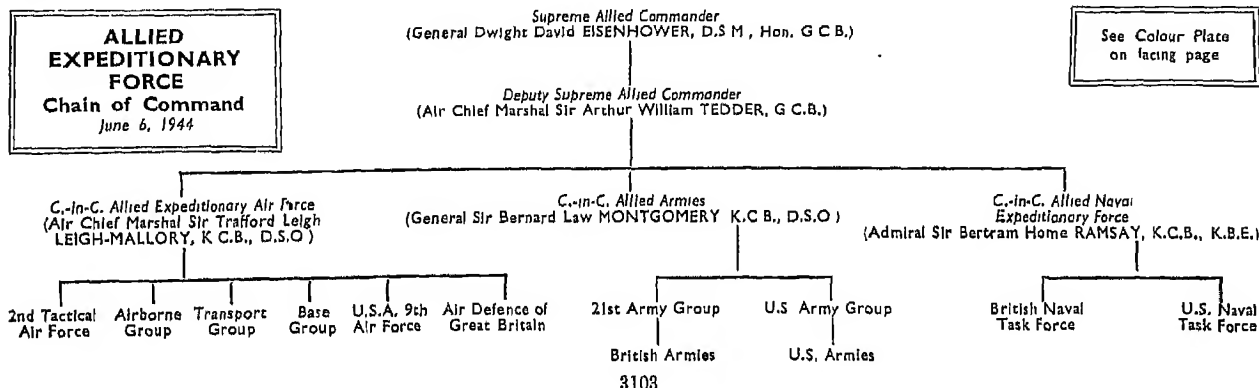 ALLIED
EXPEDITIONARY
FORCE
Chain of Command
June 6, 1944
Supreme Allied Commander
(General Dwight David EISENHOWER, D.S M , Hon. G C B.)
See Colour Plate
on facing page
Deputy Supreme Allied Commander
(Air Chief Marshal Sir Arthur William TEDDER, G C.B.)
C.-in-C. Allied Expeditionary Air Force
(Air Chief Marshal Sir Trafford Leigh
LEIGH-MALLORY, K C.B., D.S.O )
C.-in-C. Allied Armies
(General Sir Bernard Law MONTGOMERY K.C B., D.S.O )
C.-in-C. Allied Naval
Expeditionary Force
(Admiral Sir Bertram Home RAMSAY, K.C.B., K.B.E.)
2nd Tactical
Air Force
Airborne
Group
Transport
Group
Base
Group
U.S.A. 9th
Air Force
Air Defence of
Great Britain
21st Army Group
U.S Army Group
British Naval
Task Force
U.S. Naval
Task Force
British Armies
U.S. Armies
3103